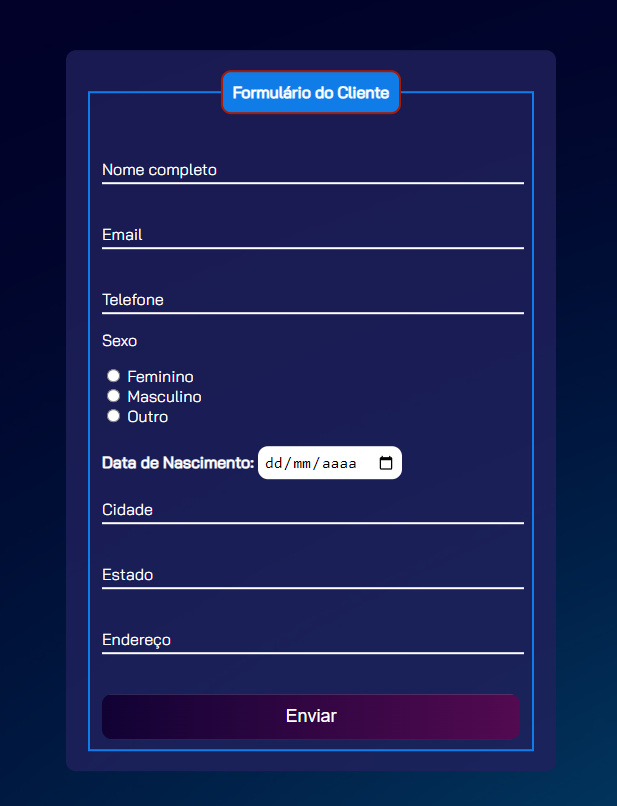 Formulário do Cliente
Nome completo
Email
Telefone
Sexo
Feminino
Masculino
Outro
Data de Nascimento: dd/mm/aaaa
Cidade
Estado
Endereço
Enviar